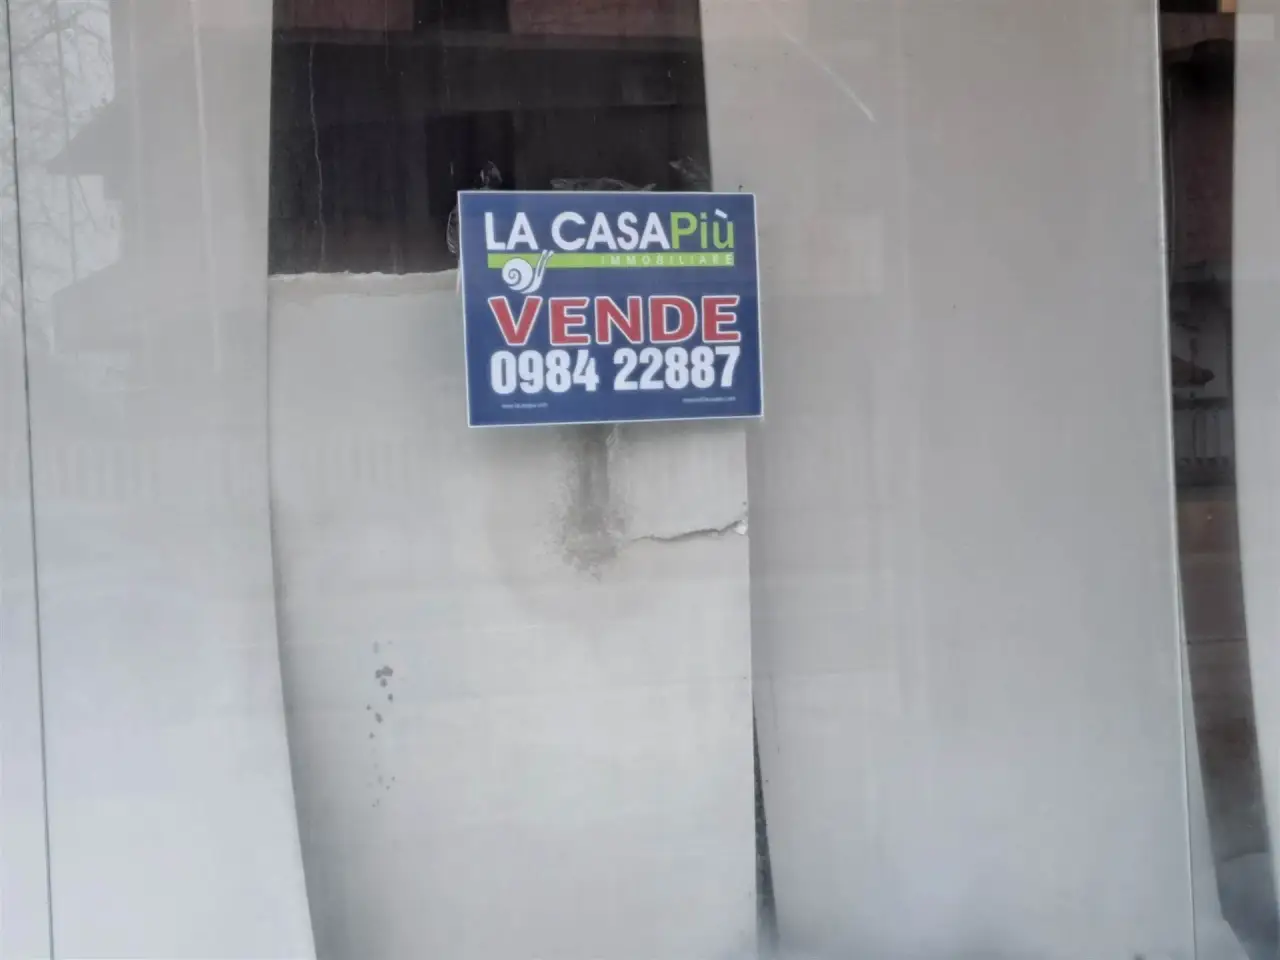 LA CASAPiù
IMMOBILIARE
VENDE
0984 22887